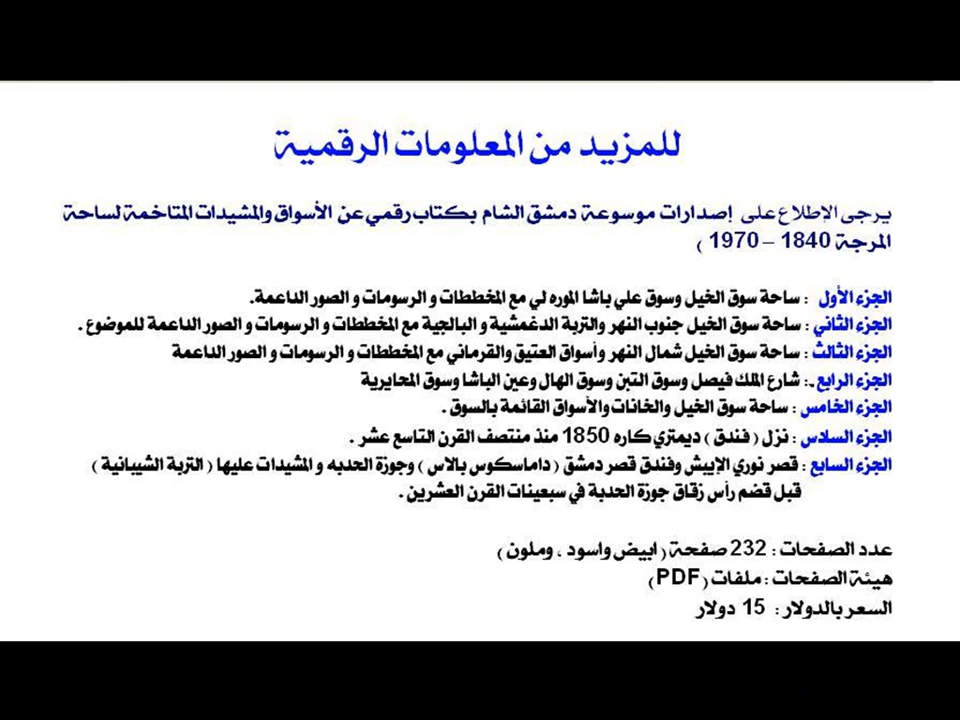 للمزيد من المعلومات الرقمية
يرجى الإطلاع على إصدارات موسوعة دمشق الشام بكتاب رقمي عن الأسواق والمشيدات المتاخمة لساحة
المرجة 1840 – 1970 )
الجزء الأول : ساحة سوق الخيل وسوق علي باشا الموره لي مع المخططات و الرسومات و الصور الداعمة.
الجزء الثاني : ساحة سوق الخيل جنوب النهر والتربة الدغمشية و البالجية مع المخططات و الرسومات و الصور الداعمة للموضوع .
الجزء الثالث : ساحة سوق الخيل شمال النهر وأسواق العتيق والقرماني مع المخططات و الرسومات و الصور الداعمة
الجزء الرابع .: شارع الملك فيصل وسوق التبن وسوق الهال وعين الباشا وسوق المحايرية
الجزء الخامس : ساحة سوق الخيل والخانات والأسواق القائمة بالسوق .
الجزء السادس : نزل ( فندق ) ديمتري كاره 1850 منذ منتصف القرن التاسع عشر .
الجزء السابع : قصر نوري الإيبش وفندق قصر دمشق ( داماسكوس بالاس ) وجوزة الحدبه و المشيدات عليها ( التربة الشيبانية )
قبل قضم رأس زقاق جوزة الحدبة في سبعينات القرن العشرين .
عدد الصفحات : 232 صفحة ( ابيض واسود ، وملون )
هيئة الصفحات : ملفات (PDF)
السعر بالدولار : 15 دولار